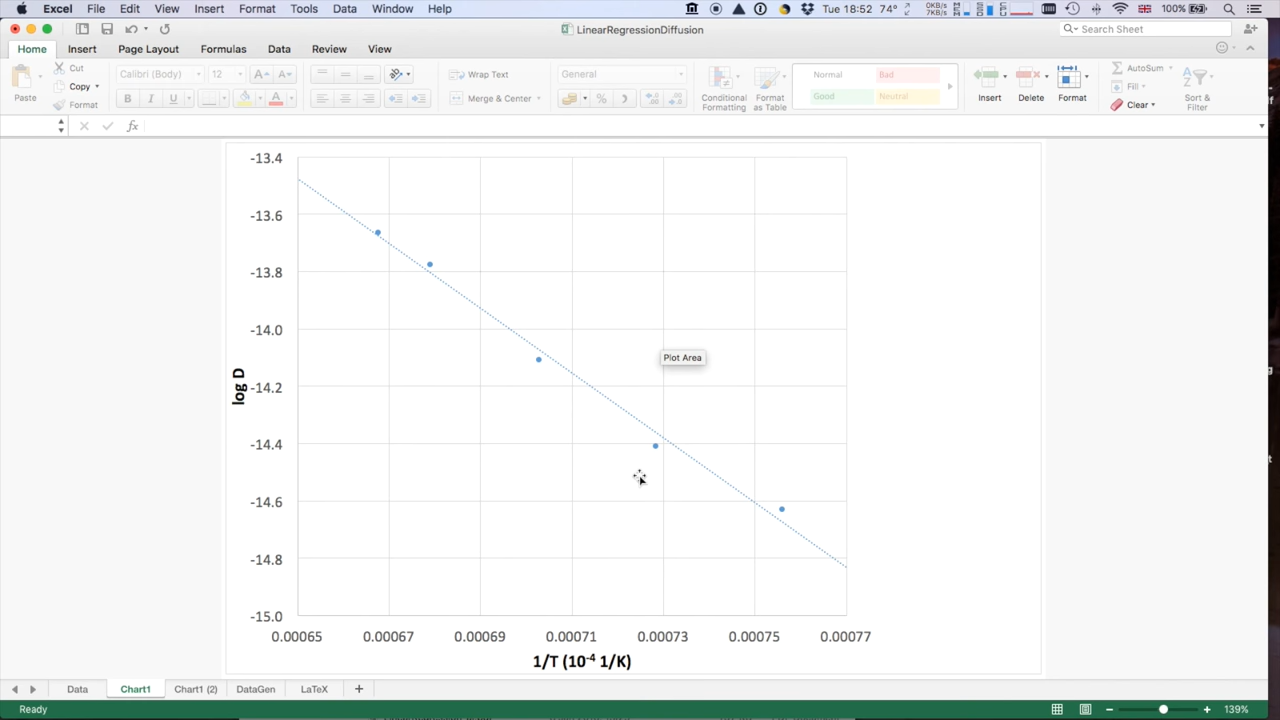 Excel File Edit View Insert Format Tools Data Window Help 0KB/s 7KB/s 74° Tue 18:52 100%
LinearRegressionDiffusion
Search Sheet
Home Insert Page Layout Formulas Data Review View
Paste
Cut
Copy
Format
Calibri (Body) 12
B I U
Wrap Text
Merge & Center
General
Conditional Formatting
Format as Table
Normal Bad
Good Neutral
Insert Delete Format
AutoSum
Fill
Clear
Sort & Filter
fx
-13.4
-13.6
-13.8
-14.0
-14.2
-14.4
-14.6
-14.8
-15.0
log D
Plot Area
0.00065 0.00067 0.00069 0.00071 0.00073 0.00075 0.00077
1/T (10⁻⁴ 1/K)
Data Chart1 Chart1 (2) DataGen LaTeX +
Ready
139%